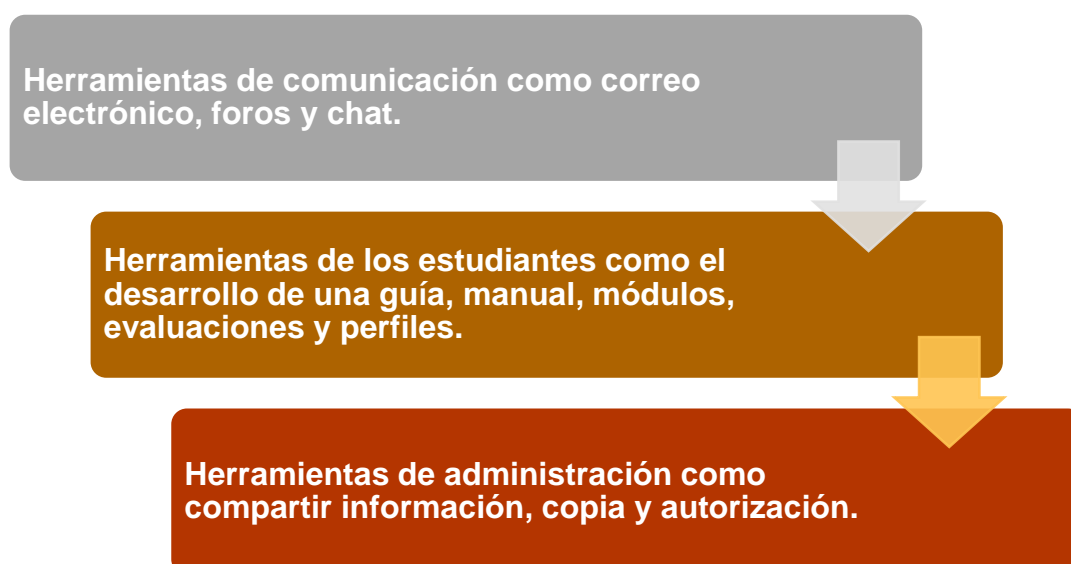 Herramientas de comunicación como correo
electrónico, foros y chat.
Herramientas de los estudiantes como el
desarrollo de una guía, manual, módulos,
evaluaciones y perfiles.
Herramientas de administración como
compartir información, copia y autorización.